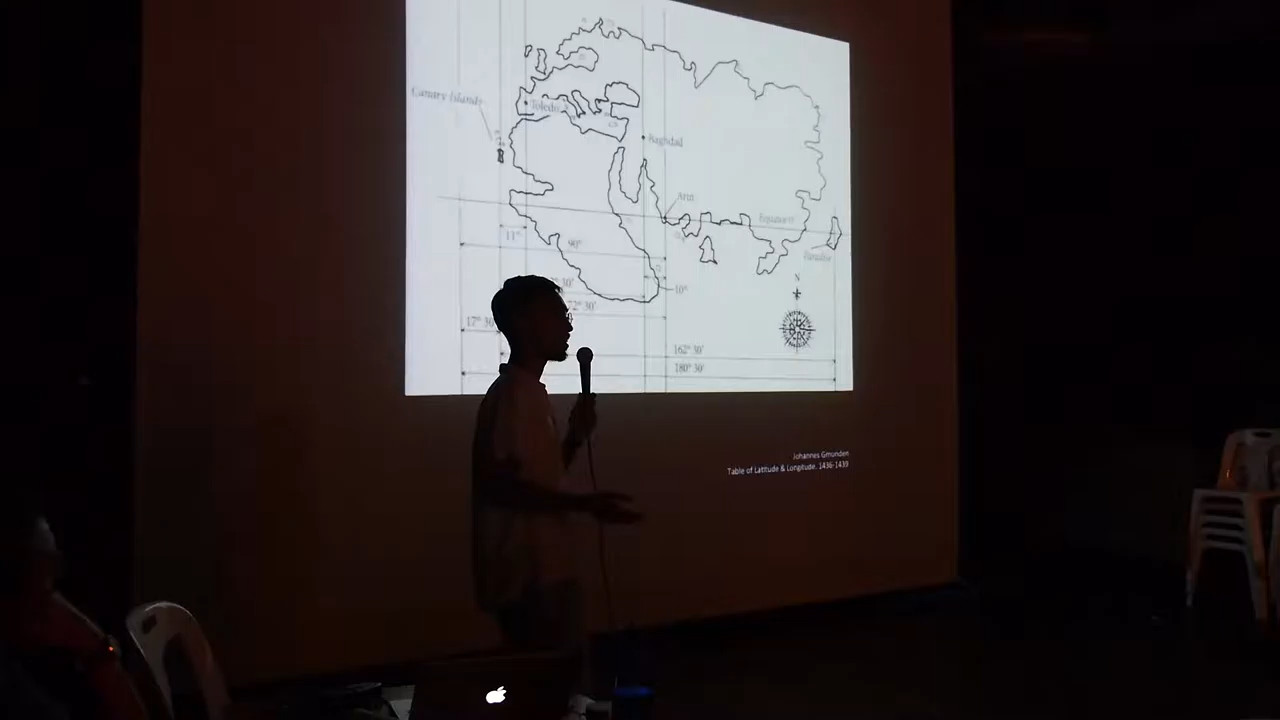 Canary Islands
Toledo
Baghdad
Arin
Equator
Paradise
11°
90°
10°
N
17° 30'
162° 30'
180° 30'
Johannes Gmunden
Table of Latitude & Longitude. 1436-1439